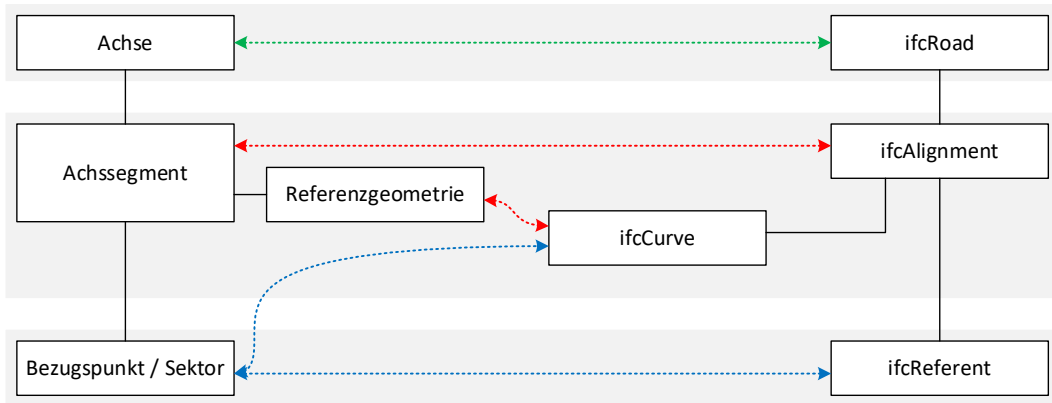 Achse
ifcRoad
Achssegment
ifcAlignment
Referenzgeometrie
ifcCurve
Bezugspunkt / Sektor
ifcReferent